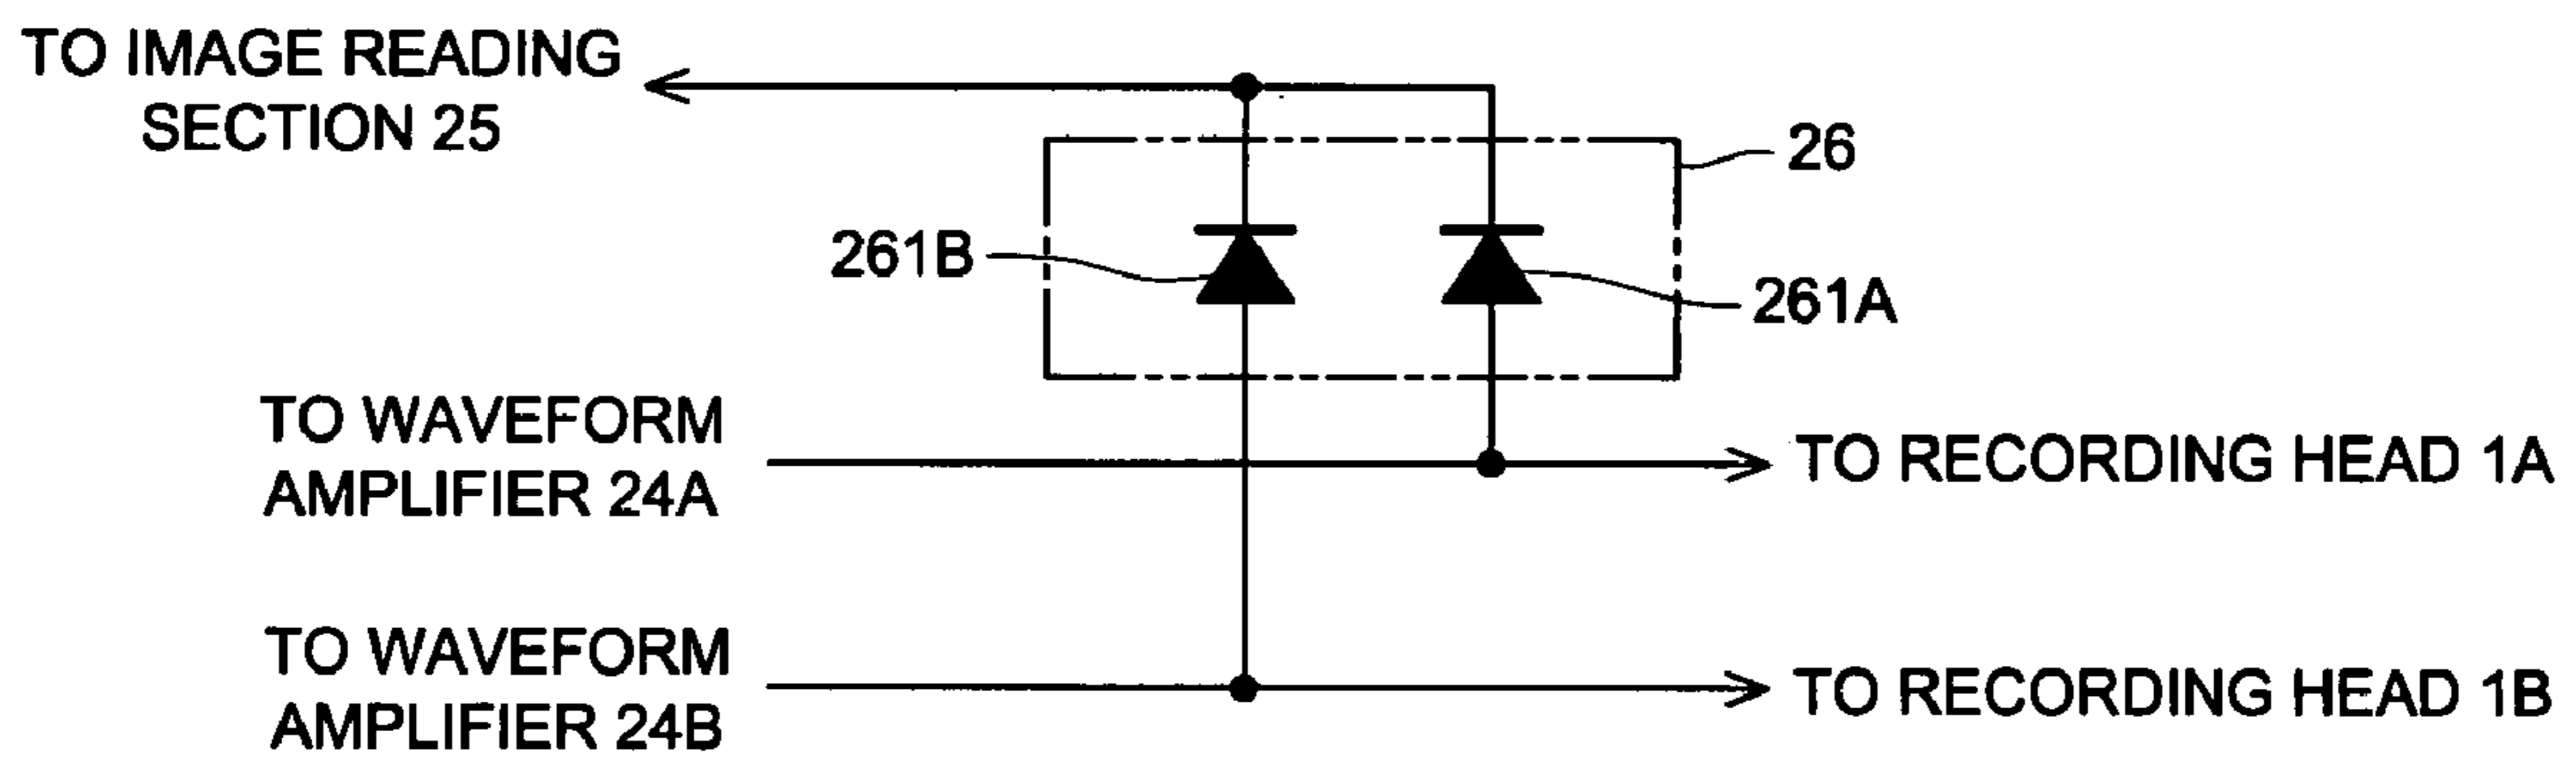 TO IMAGE READING
SECTION 25
26
261B
261A
TO WAVEFORM
AMPLIFIER 24A
TO RECORDING HEAD 1A
TO WAVEFORM
AMPLIFIER 24B
TO RECORDING HEAD 1B